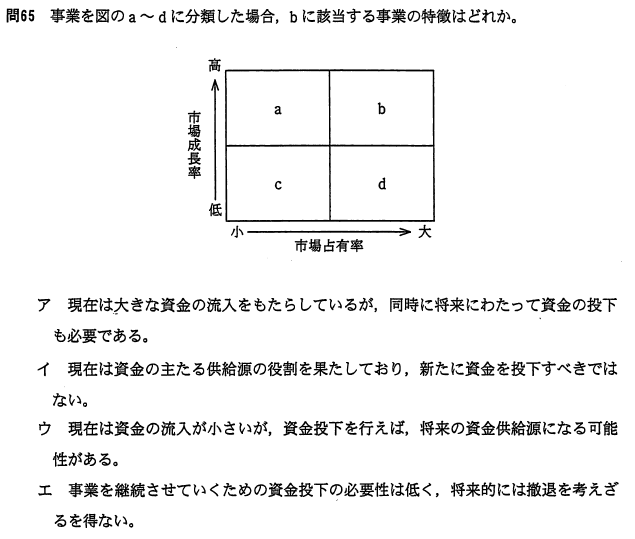 問65 事業を図のa～dに分類した場合，bに該当する事業の特徴はどれか。
高
a b
市場成長率
c d
低
小 大
市場占有率
ア 現在は大きな資金の流入をもたらしているが，同時に将来にわたって資金の投下
も必要である。
イ 現在は資金の主たる供給源の役割を果たしており，新たに資金を投下すべきでは
ない。
ウ 現在は資金の流入が小さいが，資金投下を行えば，将来の資金供給源になる可能
性がある。
エ 事業を継続させていくための資金投下の必要性は低く，将来的には撤退を考えざ
るを得ない。